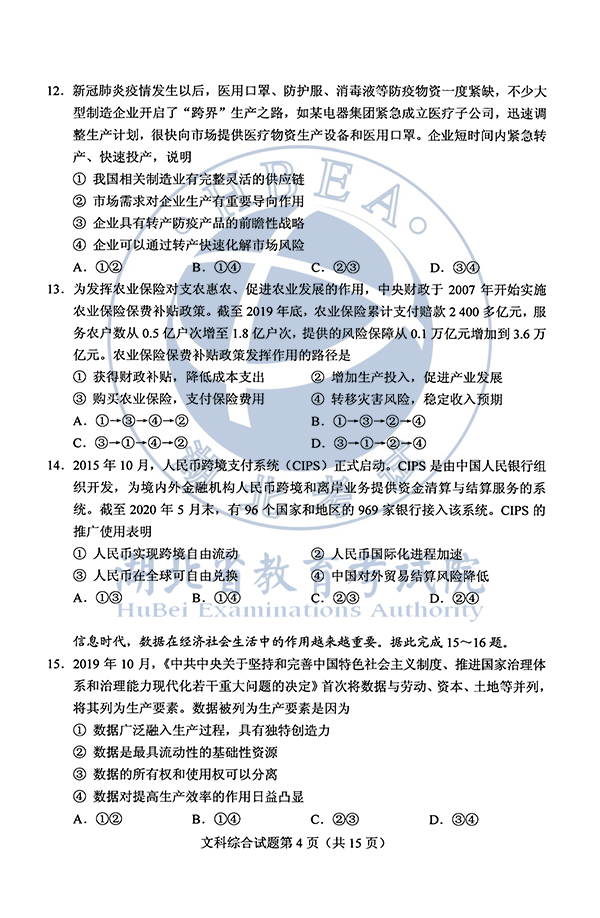 12. 新冠肺炎疫情发生以后，医用口罩、防护服、消毒液等防疫物资一度紧缺，不少大
型制造企业开启了“跨界”生产之路，如某电器集团紧急成立医疗子公司，迅速调
整生产计划，很快向市场提供医疗物资生产设备和医用口罩。企业短时间内紧急转
产、快速投产，说明
① 我国相关制造业有完整灵活的供应链
② 市场需求对企业生产有重要导向作用
③ 企业具有转产防疫产品的前瞻性战略
④ 企业可以通过转产快速化解市场风险
A. ①② B. ①④ C. ②③ D. ③④
13. 为发挥农业保险对支农惠农、促进农业发展的作用，中央财政于 2007 年开始实施
农业保险保费补贴政策。截至 2019 年底，农业保险累计支付赔款 2 400 多亿元，服
务农户数从 0.5 亿户次增至 1.8 亿户次，提供的风险保障从 0.1 万亿元增加到 3.6 万
亿元。农业保险保费补贴政策发挥作用的路径是
① 获得财政补贴，降低成本支出 ② 增加生产投入，促进产业发展
③ 购买农业保险，支付保险费用 ④ 转移灾害风险，稳定收入预期
A. ①→③→④→② B. ①→③→②→④
C. ③→①→④→② D. ③→①→②→④
14. 2015 年 10 月，人民币跨境支付系统（CIPS）正式启动。CIPS 是由中国人民银行组
织开发，为境内外金融机构人民币跨境和离岸业务提供资金清算与结算服务的系
统。截至 2020 年 5 月末，有 96 个国家和地区的 969 家银行接入该系统。CIPS 的
推广使用表明
① 人民币实现跨境自由流动 ② 人民币国际化进程加速
③ 人民币在全球可自由兑换 ④ 中国对外贸易结算风险降低
A. ①③ B. ①④ C. ②③ D. ②④
信息时代，数据在经济社会生活中的作用越来越重要。据此完成 15～16 题。
15. 2019 年 10 月，《中共中央关于坚持和完善中国特色社会主义制度、推进国家治理体
系和治理能力现代化若干重大问题的决定》首次将数据与劳动、资本、土地等并列，
将其列为生产要素。数据被列为生产要素是因为
① 数据广泛融入生产过程，具有独特创造力
② 数据是最具流动性的基础性资源
③ 数据的所有权和使用权可以分离
④ 数据对提高生产效率的作用日益凸显
A. ①② B. ①④ C. ②③ D. ③④
文科综合试题第 4 页（共 15 页）
HBEA
湖北考试
湖北省教育考试院
HuBei Examinations Authority